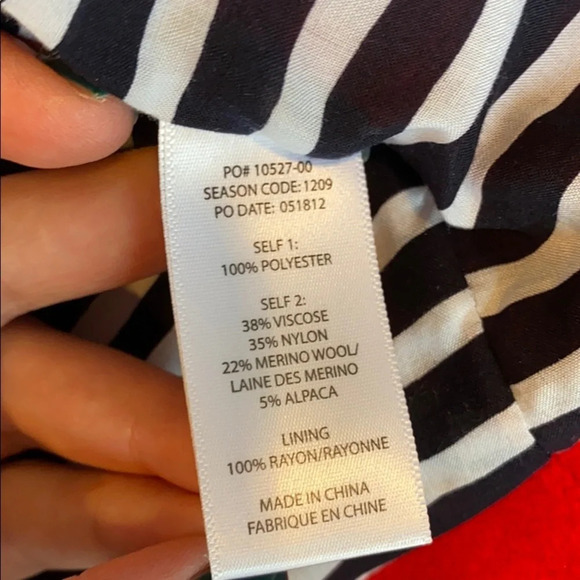 PO# 10527-00
SEASON CODE: 1209
PO DATE: 051812
SELF 1:
100% POLYESTER
SELF 2:
38% VISCOSE
35% NYLON
22% MERINO WOOL/
LAINE DES MERINO
5% ALPACA
LINING
100% RAYON/RAYONNE
MADE IN CHINA
FABRIQUE EN CHINE